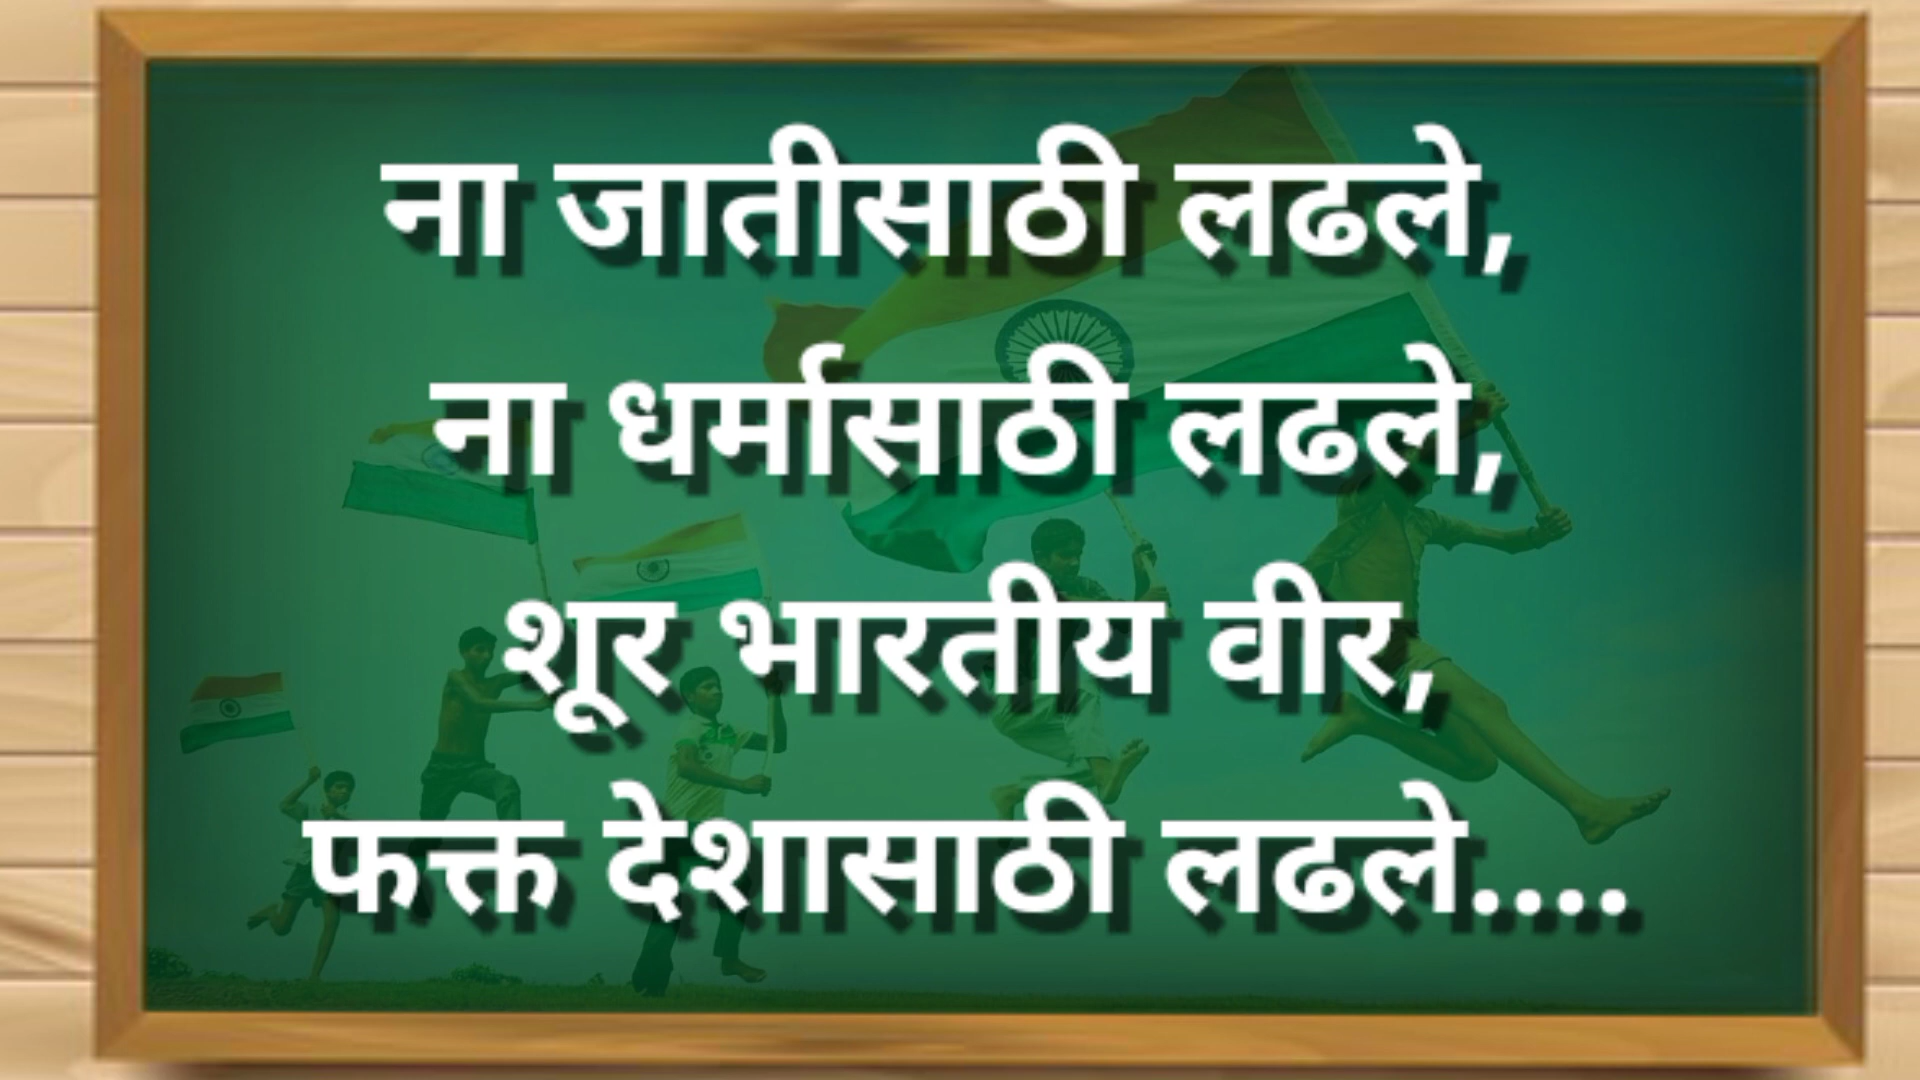 ना जातीसाठी लढले,
ना धर्मासाठी लढले,
शूर भारतीय वीर,
फक्त देशासाठी लढले....